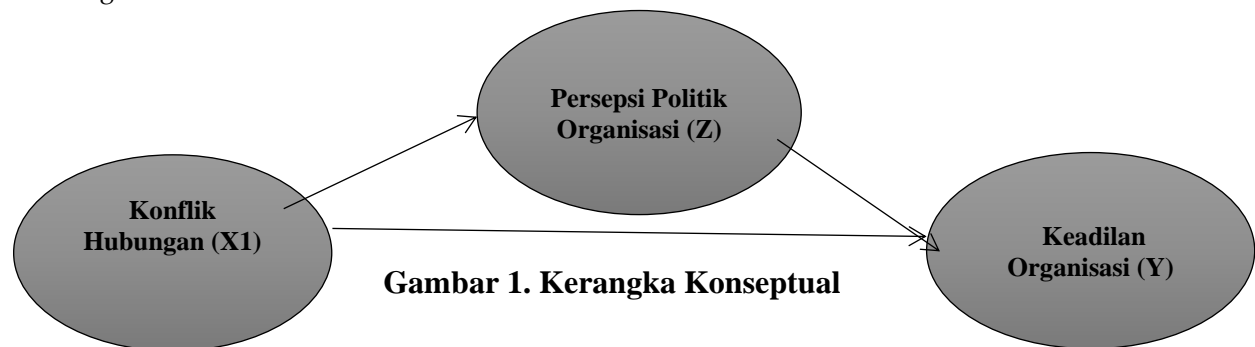 Persepsi Politik
Organisasi (Z)
Konflik
Hubungan (X1)
Keadilan
Organisasi (Y)
Gambar 1. Kerangka Konseptual